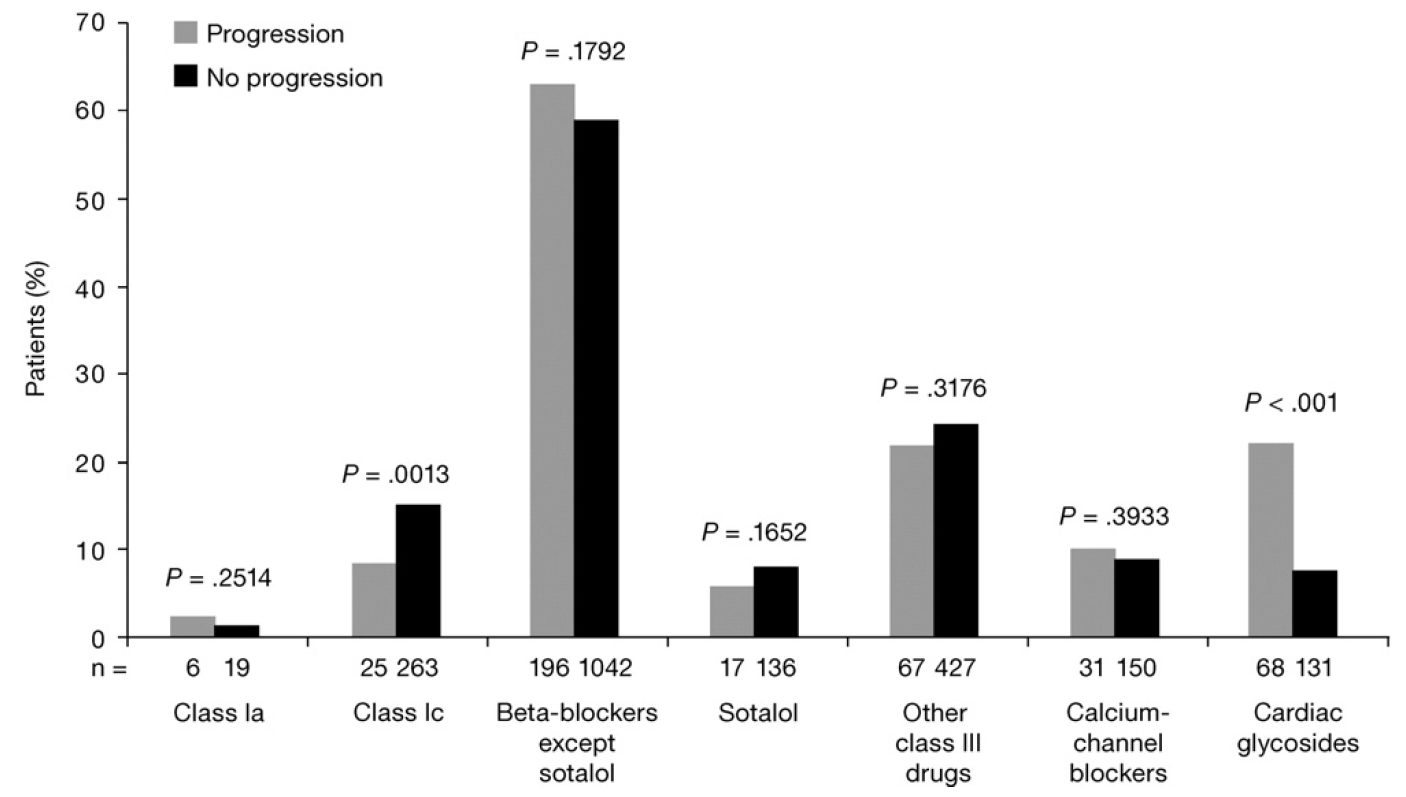 70
60
50
40
30
20
10
0
Patients (%)
Progression
No progression
P = .2514
P = .0013
P = .1792
P = .1652
P = .3176
P = .3933
P < .001
n = 6 19 25 263 196 1042 17 136 67 427 31 150 68 131
Class Ia
Class Ic
Beta-blockers
except
sotalol
Sotalol
Other
class III
drugs
Calcium-
channel
blockers
Cardiac
glycosides